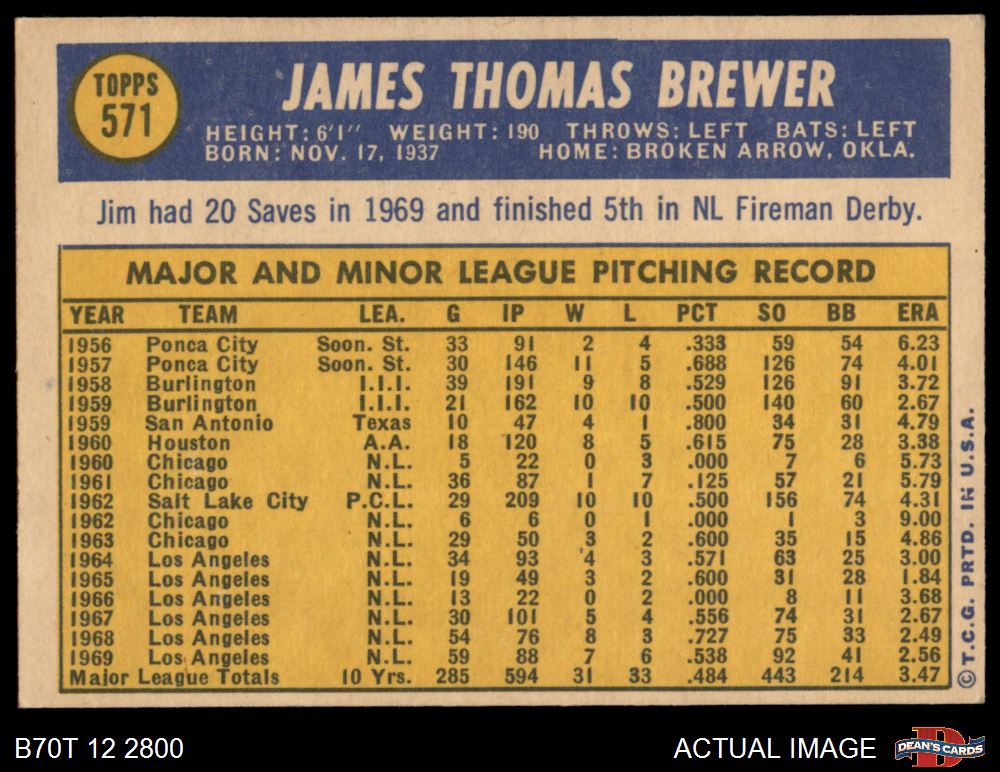 TOPPS
571
JAMES THOMAS BREWER
HEIGHT: 6'1" WEIGHT: 190 THROWS: LEFT BATS: LEFT
BORN: NOV. 17, 1937 HOME: BROKEN ARROW, OKLA.
Jim had 20 Saves in 1969 and finished 5th in NL Fireman Derby.
MAJOR AND MINOR LEAGUE PITCHING RECORD
YEAR TEAM LEA. G IP W L PCT SO BB ERA
1956 Ponca City Soon. St. 33 91 2 4 .333 59 54 6.23
1957 Ponca City Soon. St. 30 146 11 5 .688 126 74 4.01
1958 Burlington I.I.I. 39 191 9 8 .529 126 91 3.72
1959 Burlington I.I.I. 21 162 10 10 .500 140 60 2.67
1959 San Antonio Texas 10 47 4 1 .800 34 31 4.79
1960 Houston A.A. 18 120 8 5 .615 75 28 3.38
1960 Chicago N.L. 5 22 0 3 .000 7 6 5.73
1961 Chicago N.L. 36 87 1 7 .125 57 21 5.79
1962 Salt Lake City P.C.L. 29 209 10 10 .500 156 74 4.31
1962 Chicago N.L. 6 6 0 1 .000 1 3 9.00
1963 Chicago N.L. 29 50 3 2 .600 35 15 4.86
1964 Los Angeles N.L. 34 93 4 3 .571 63 25 3.00
1965 Los Angeles N.L. 19 49 3 2 .600 31 28 1.84
1966 Los Angeles N.L. 13 22 0 2 .000 8 11 3.68
1967 Los Angeles N.L. 30 101 5 4 .556 74 31 2.67
1968 Los Angeles N.L. 54 76 8 3 .727 75 33 2.49
1969 Los Angeles N.L. 59 88 7 6 .538 92 41 2.56
Major League Totals 10 Yrs. 285 594 31 33 .484 443 214 3.47
© T.C.G. PRTD. IN U.S.A.
B70T 12 2800
ACTUAL IMAGE
D
DEAN'S CARDS